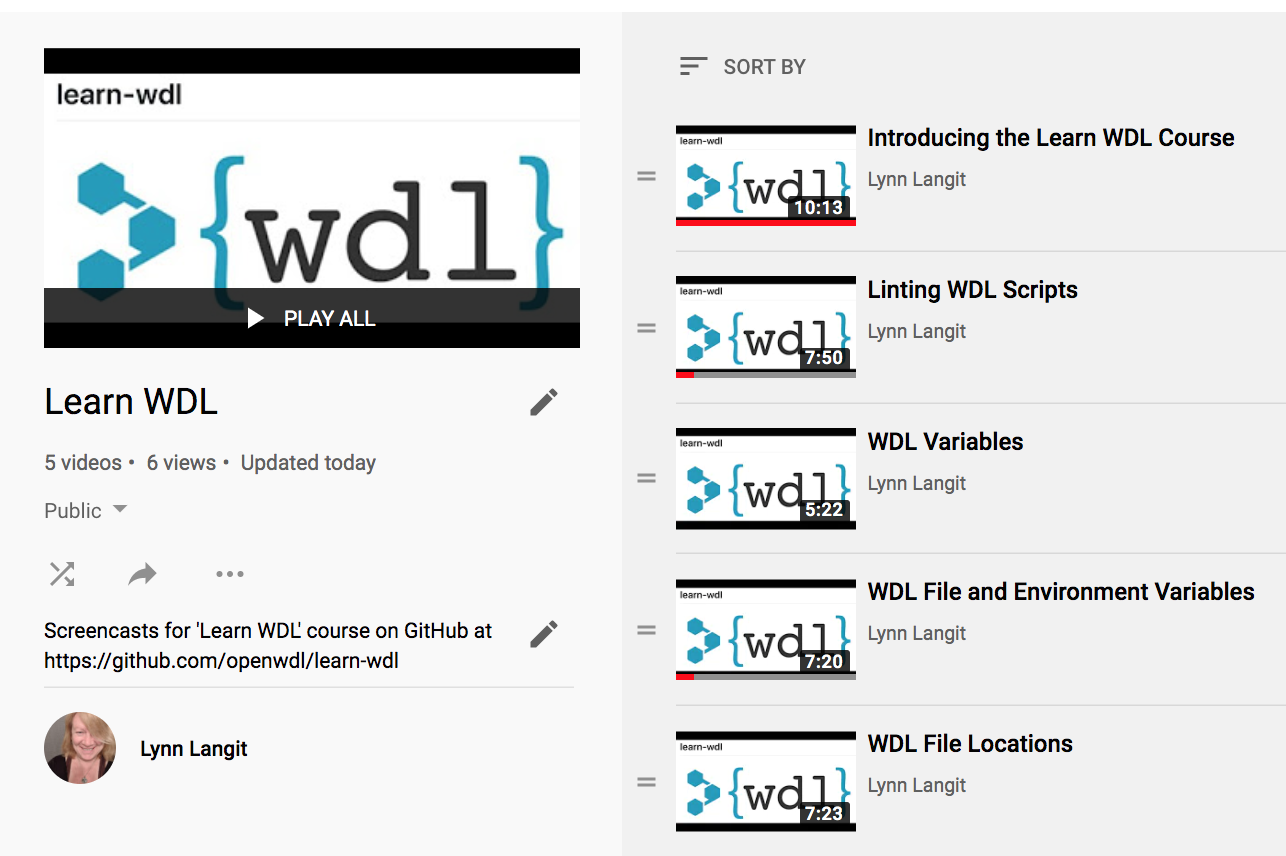 learn-wdl
{wdl}
PLAY ALL
Learn WDL
5 videos • 6 views • Updated today
Public
Screencasts for 'Learn WDL' course on GitHub at
https://github.com/openwdl/learn-wdl
Lynn Langit
SORT BY
learn-wdl
{wdl}
10:13
Introducing the Learn WDL Course
Lynn Langit
learn-wdl
{wdl}
7:50
Linting WDL Scripts
Lynn Langit
learn-wdl
{wdl}
5:22
WDL Variables
Lynn Langit
learn-wdl
{wdl}
7:20
WDL File and Environment Variables
Lynn Langit
learn-wdl
{wdl}
7:23
WDL File Locations
Lynn Langit